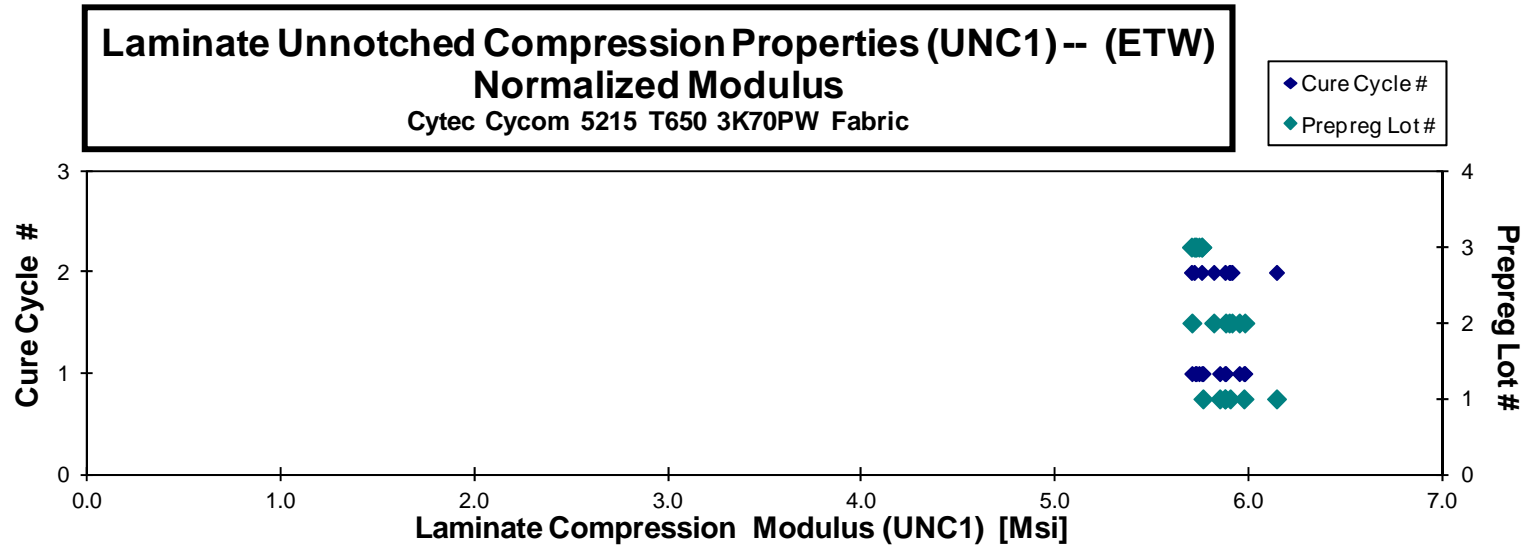 Laminate Unnotched Compression Properties (UNC1) -- (ETW)
Normalized Modulus
Cytec Cycom 5215 T650 3K70PW Fabric
Cure Cycle #
Prepreg Lot #
3
2
1
0
Cure Cycle #
4
3
2
1
0
Prepreg Lot #
0.0 1.0 2.0 3.0 4.0 5.0 6.0 7.0
Laminate Compression Modulus (UNC1) [Msi]